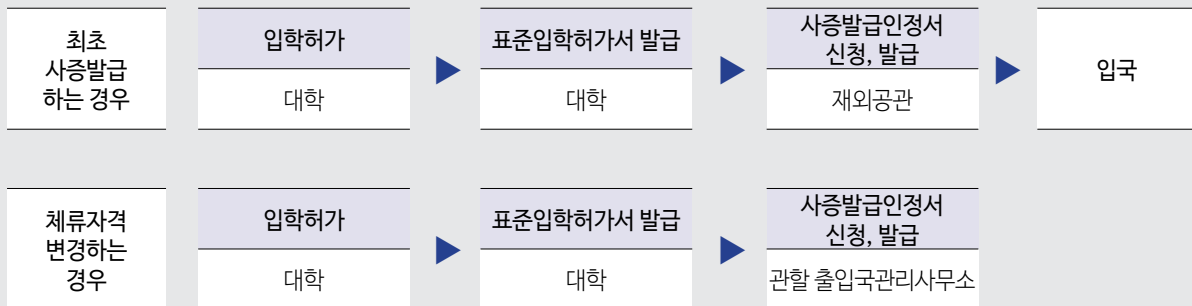 최초
사증발급
하는 경우
입학허가
대학
표준입학허가서 발급
대학
사증발급인정서
신청, 발급
재외공관
입국
체류자격
변경하는
경우
입학허가
대학
표준입학허가서 발급
대학
사증발급인정서
신청, 발급
관할 출입국관리사무소